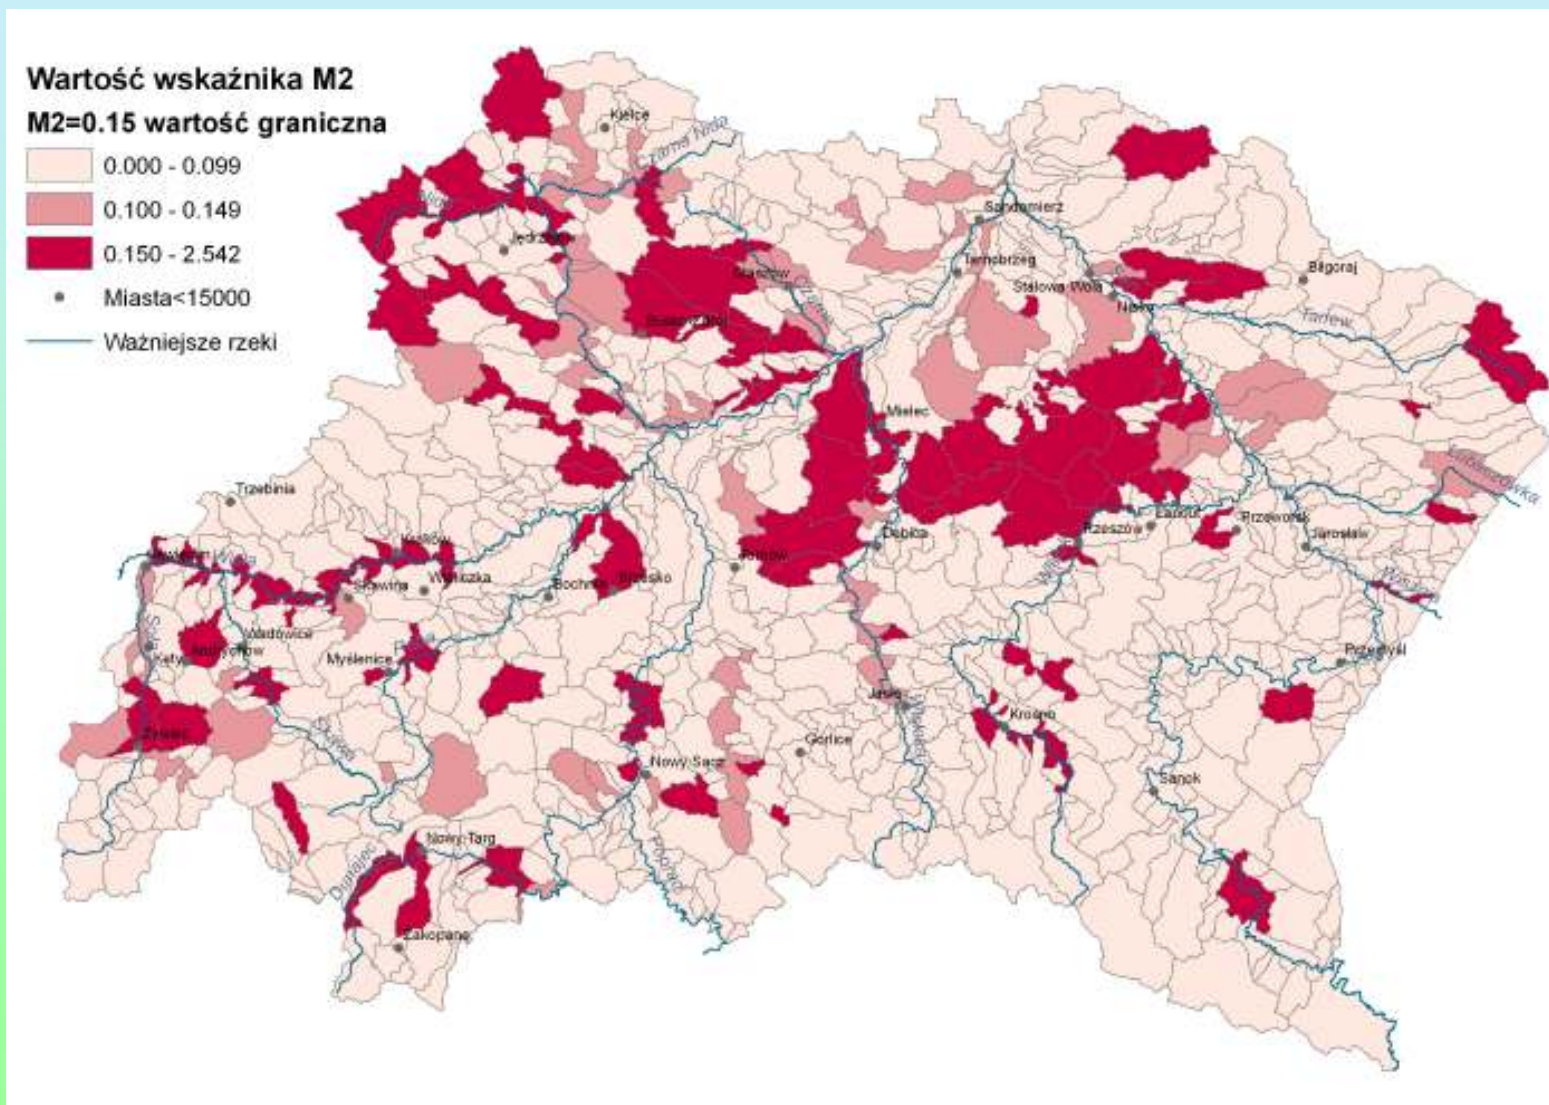 Wartość wskaźnika M2
M2=0.15 wartość graniczna
0.000 - 0.099
0.100 - 0.149
0.150 - 2.542
Miasta<15000
Ważniejsze rzeki
Kielce
Czarna Nida
Sandomierz
Tarnobrzeg
Staszów
Stalowa Wola
Nisko
Biłgoraj
Tanew
Mielec
Trzebinia
Kraków
Skawina
Wieliczka
Bochnia
Brzesko
Tarnów
Dębica
Rzeszów
Łańcut
Przeworsk
Jarosław
Wadowice
Kęty
Andrychów
Myślenice
Przemyśl
Żywiec
Jasło
Krosno
Gorlice
Nowy Sącz
Sanok
Nowy Targ
Dunajec
Poprad
Zakopane